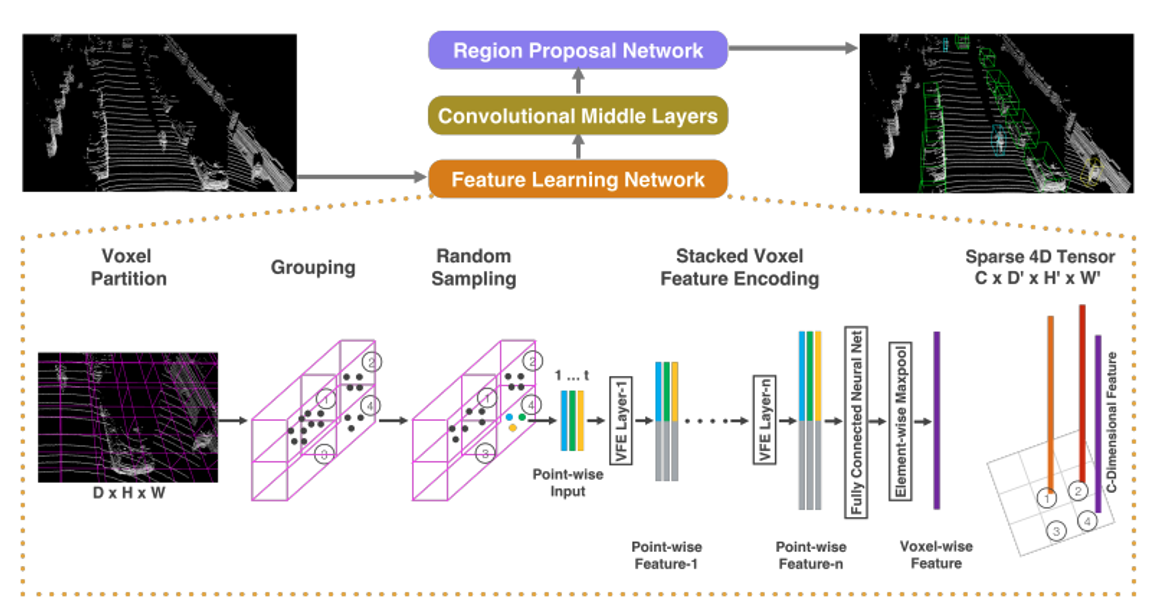 Region Proposal Network
Convolutional Middle Layers
Feature Learning Network
Voxel
Partition
Grouping
Random
Sampling
Stacked Voxel
Feature Encoding
Sparse 4D Tensor
C x D' x H' x W'
D x H x W
1
2
3
4
1
2
3
4
1 ... t
Point-wise
Input
VFE Layer-1
Point-wise
Feature-1
VFE Layer-n
Point-wise
Feature-n
Fully Connected Neural Net
Element-wise Maxpool
Voxel-wise
Feature
C-Dimensional Feature
1
2
3
4